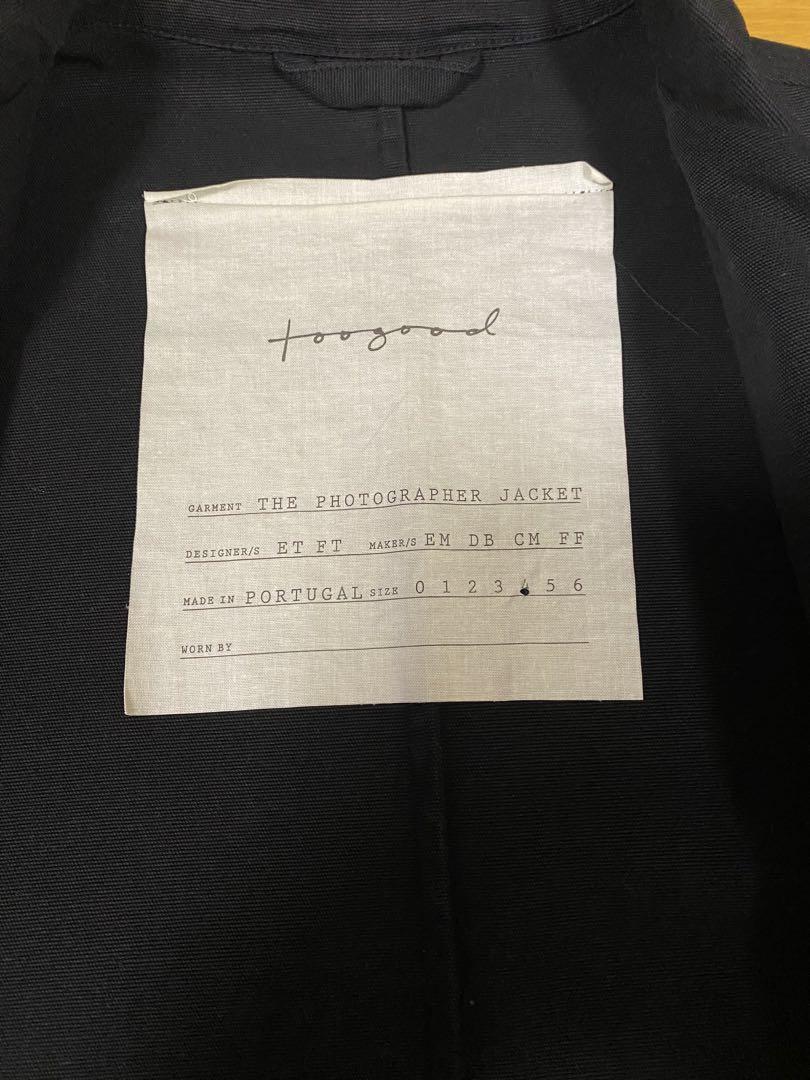 toogood
GARMENT THE PHOTOGRAPHER JACKET
DESIGNER/S ET FT MAKER/S EM DB CM FF
MADE IN PORTUGAL SIZE 0 1 2 3 4 5 6
WORN BY